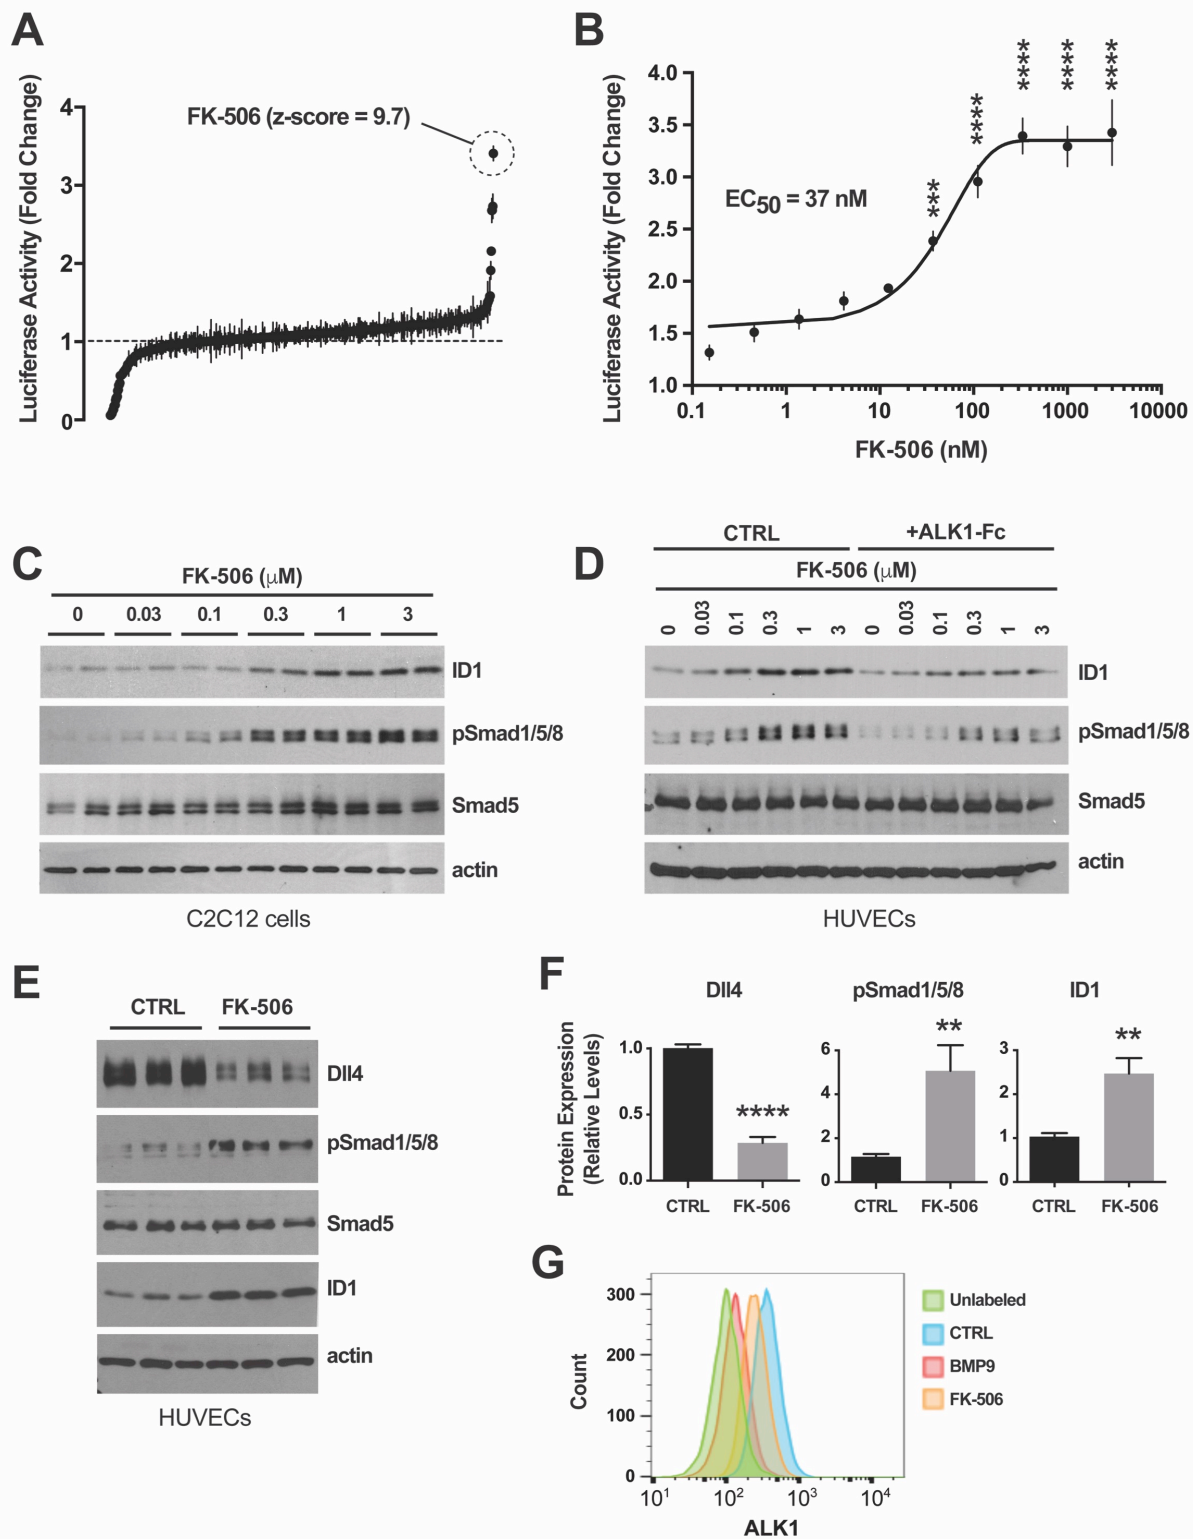 A
Luciferase Activity (Fold Change)
4
3
2
1
0
FK-506 (z-score = 9.7)
B
Luciferase Activity (Fold Change)
4.0
3.5
3.0
2.5
2.0
1.5
1.0
EC50 = 37 nM
***
****
****
****
****
0.1 1 10 100 1000 10000
FK-506 (nM)
C
FK-506 (μM)
0 0.03 0.1 0.3 1 3
ID1
pSmad1/5/8
Smad5
actin
C2C12 cells
D
CTRL +ALK1-Fc
FK-506 (μM)
0 0.03 0.1 0.3 1 3 0 0.03 0.1 0.3 1 3
ID1
pSmad1/5/8
Smad5
actin
HUVECs
E
CTRL FK-506
Dll4
pSmad1/5/8
Smad5
ID1
actin
HUVECs
F
Protein Expression
(Relative Levels)
Dll4
1.0
0.5
0.0
****
CTRL FK-506
pSmad1/5/8
6
4
2
0
**
CTRL FK-506
ID1
3
2
1
0
**
CTRL FK-506
G
Count
300
200
100
0
10¹ 10² 10³ 10⁴
ALK1
Unlabeled
CTRL
BMP9
FK-506